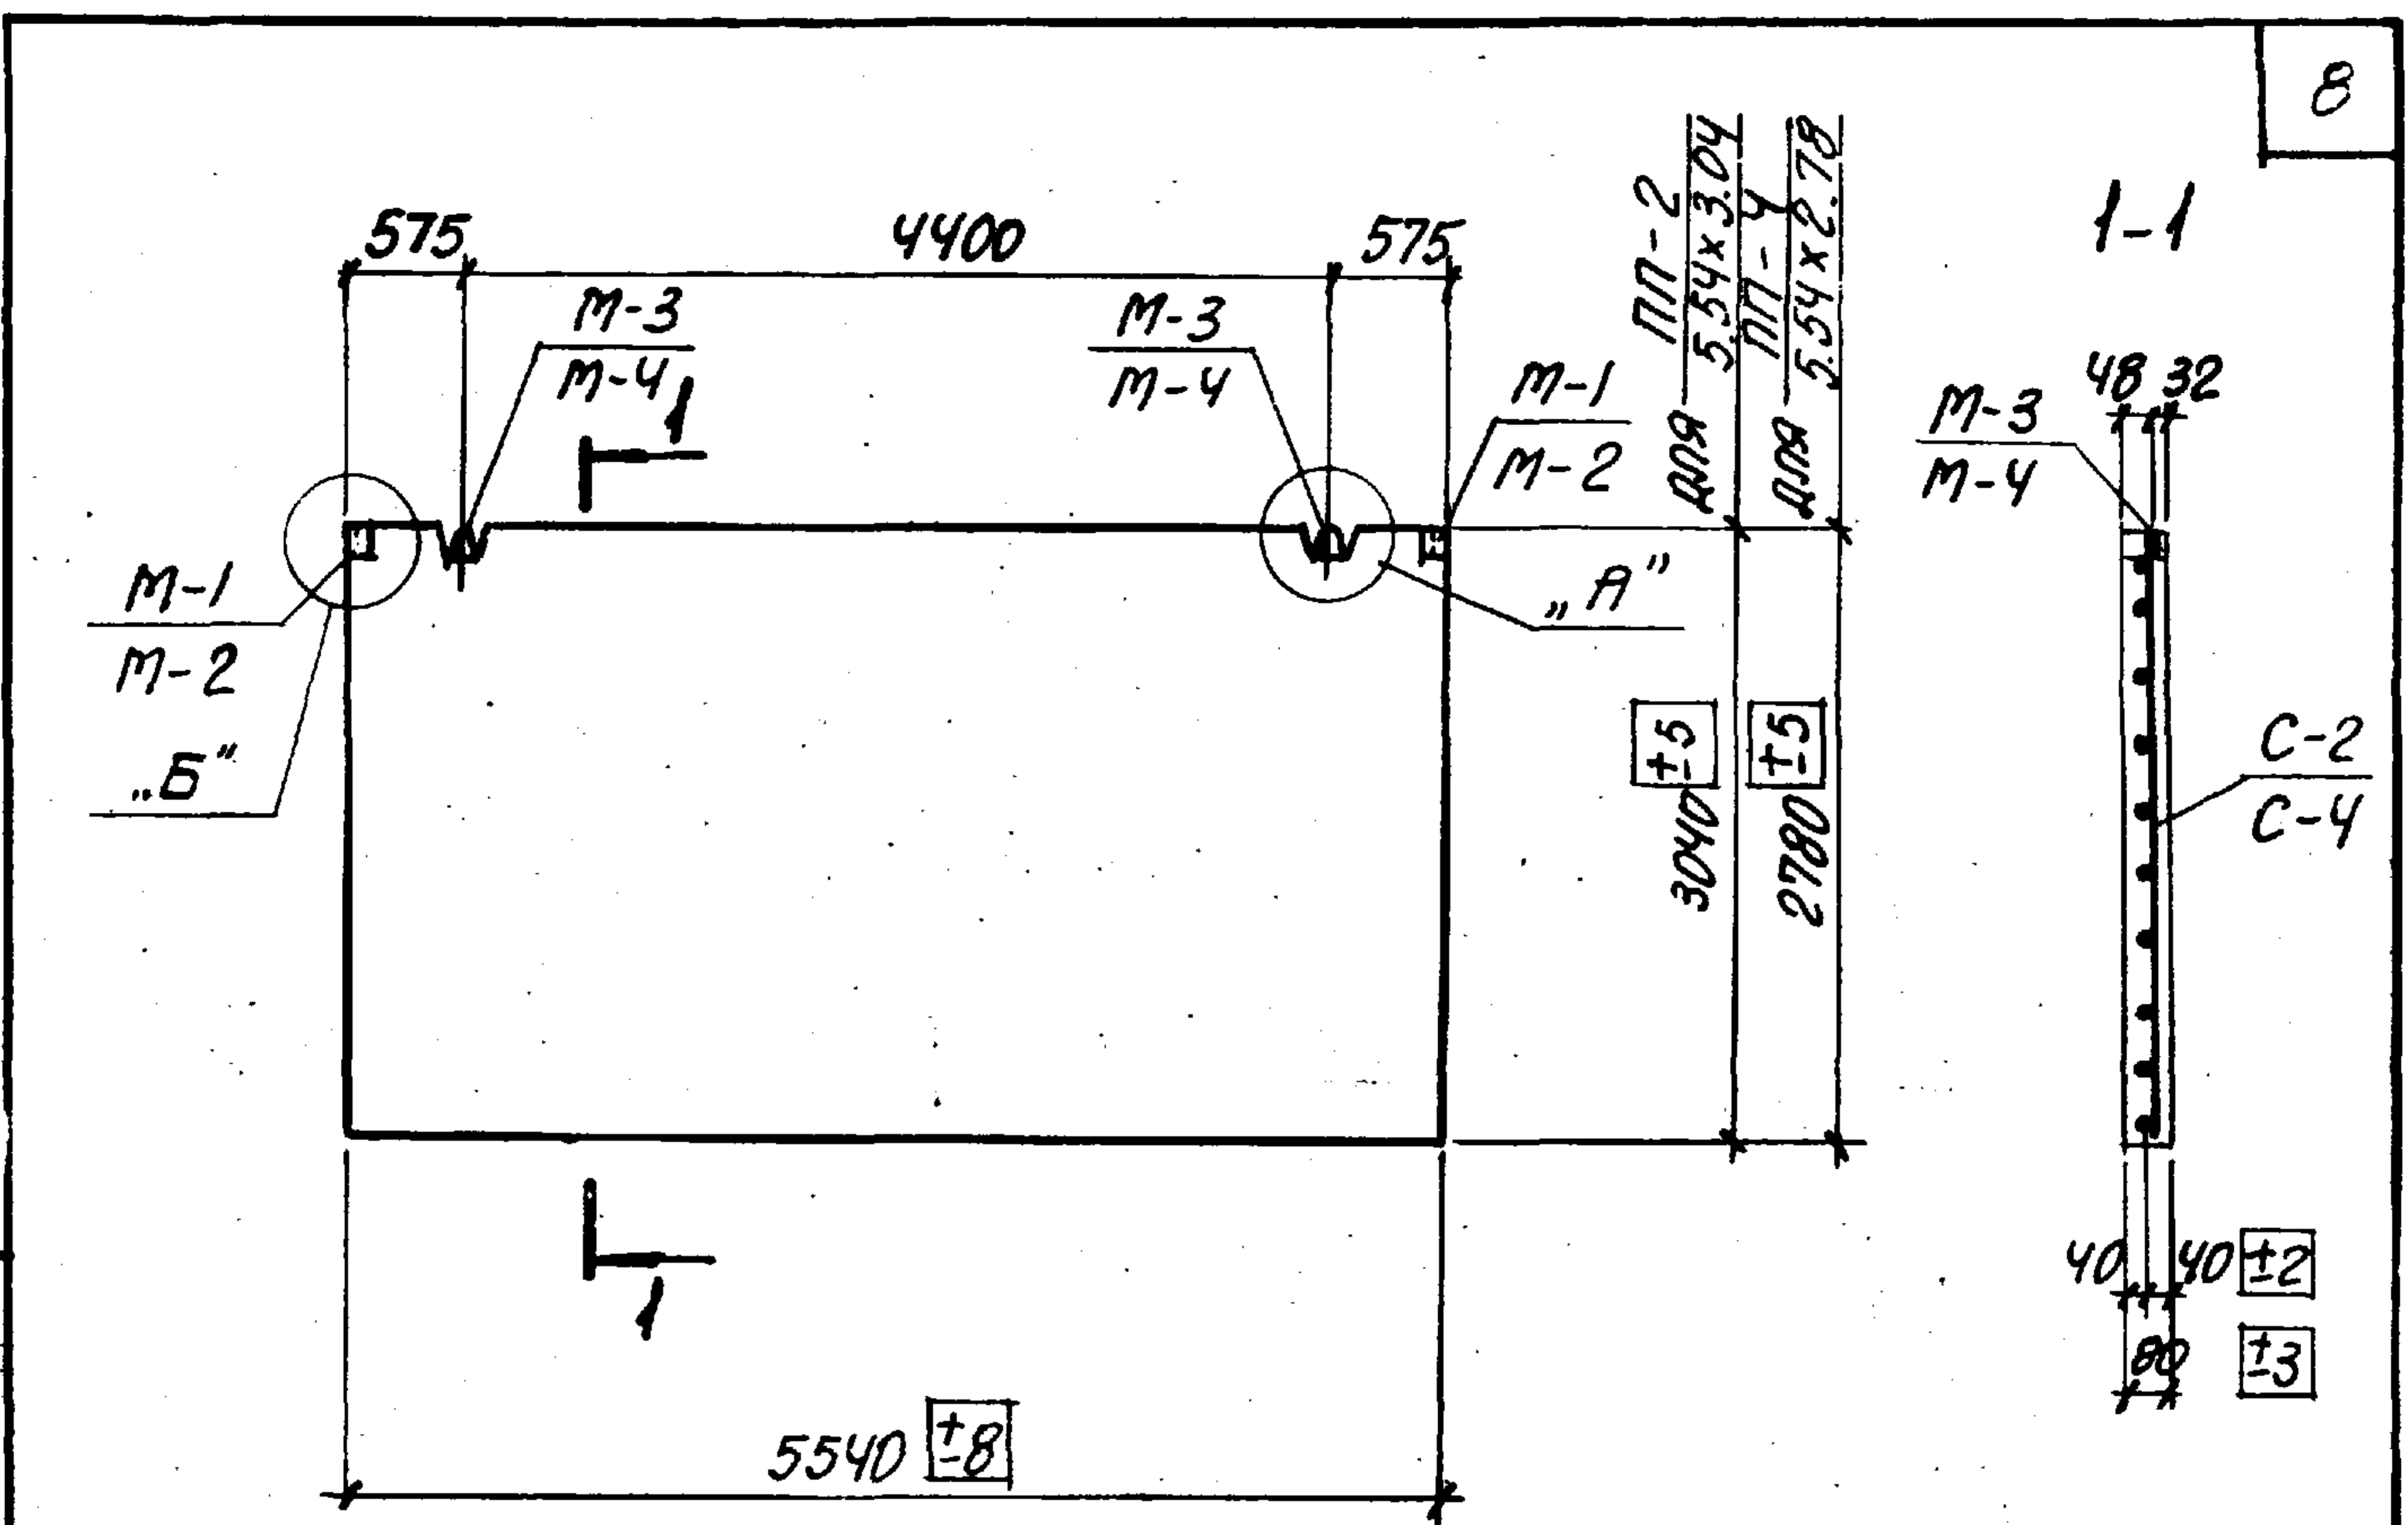 8
575
4400
575
для ПП-2
5.54х3.04
для ПП-4
5.54х2.78
1-1
М-3
М-4
1
М-3
М-4
М-1
М-2
48 32
М-3
М-4
М-1
М-2
„А"
„Б"
3040 ±5
2780 ±5
С-2
С-4
1
40 40 ±2
80 ±3
5540 ±8